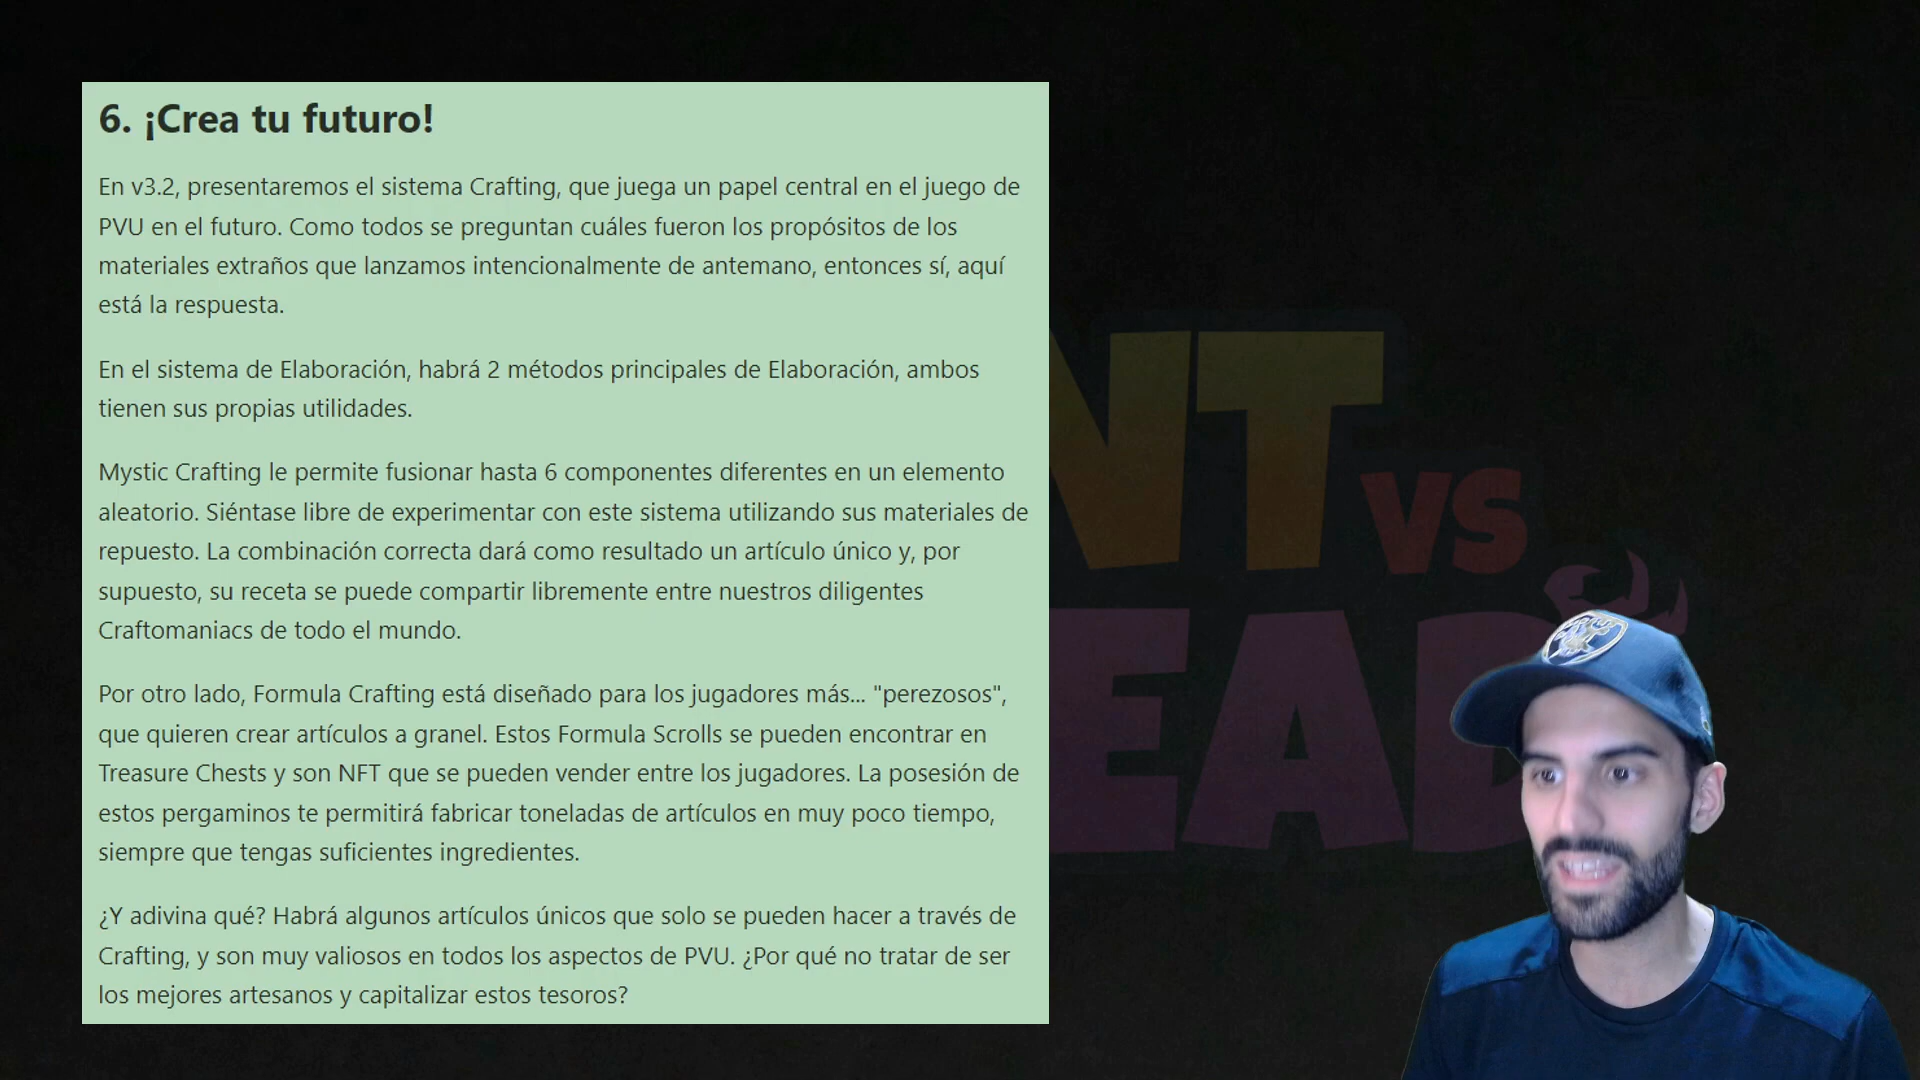 6. ¡Crea tu futuro!
En v3.2, presentaremos el sistema Crafting, que juega un papel central en el juego de
PVU en el futuro. Como todos se preguntan cuáles fueron los propósitos de los
materiales extraños que lanzamos intencionalmente de antemano, entonces sí, aquí
está la respuesta.
En el sistema de Elaboración, habrá 2 métodos principales de Elaboración, ambos
tienen sus propias utilidades.
Mystic Crafting le permite fusionar hasta 6 componentes diferentes en un elemento
aleatorio. Siéntase libre de experimentar con este sistema utilizando sus materiales de
repuesto. La combinación correcta dará como resultado un artículo único y, por
supuesto, su receta se puede compartir libremente entre nuestros diligentes
Craftomaniacs de todo el mundo.
Por otro lado, Formula Crafting está diseñado para los jugadores más... "perezosos",
que quieren crear artículos a granel. Estos Formula Scrolls se pueden encontrar en
Treasure Chests y son NFT que se pueden vender entre los jugadores. La posesión de
estos pergaminos te permitirá fabricar toneladas de artículos en muy poco tiempo,
siempre que tengas suficientes ingredientes.
¿Y adivina qué? Habrá algunos artículos únicos que solo se pueden hacer a través de
Crafting, y son muy valiosos en todos los aspectos de PVU. ¿Por qué no tratar de ser
los mejores artesanos y capitalizar estos tesoros?
NT
VS
EAD